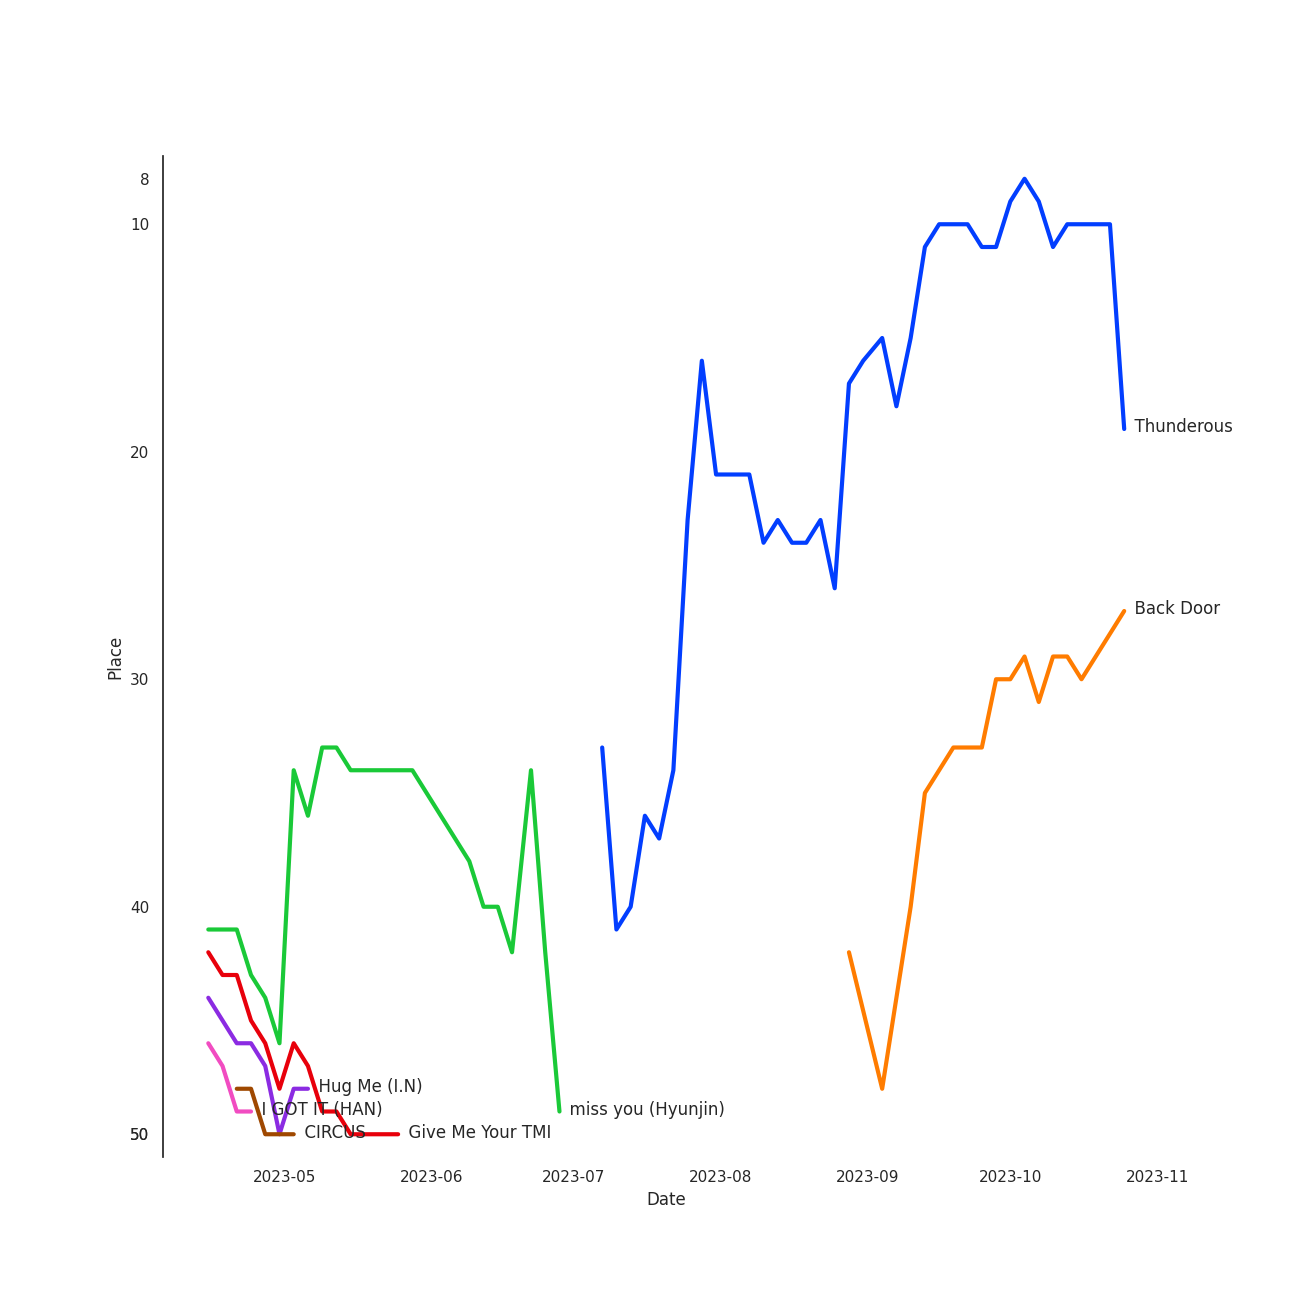 8
10
20
30
40
50
Place
Thunderous
Back Door
Hug Me (I.N)
I GOT IT (HAN)
miss you (Hyunjin)
CIRCUS
Give Me Your TMI
2023-05
2023-06
2023-07
2023-08
2023-09
2023-10
2023-11
Date